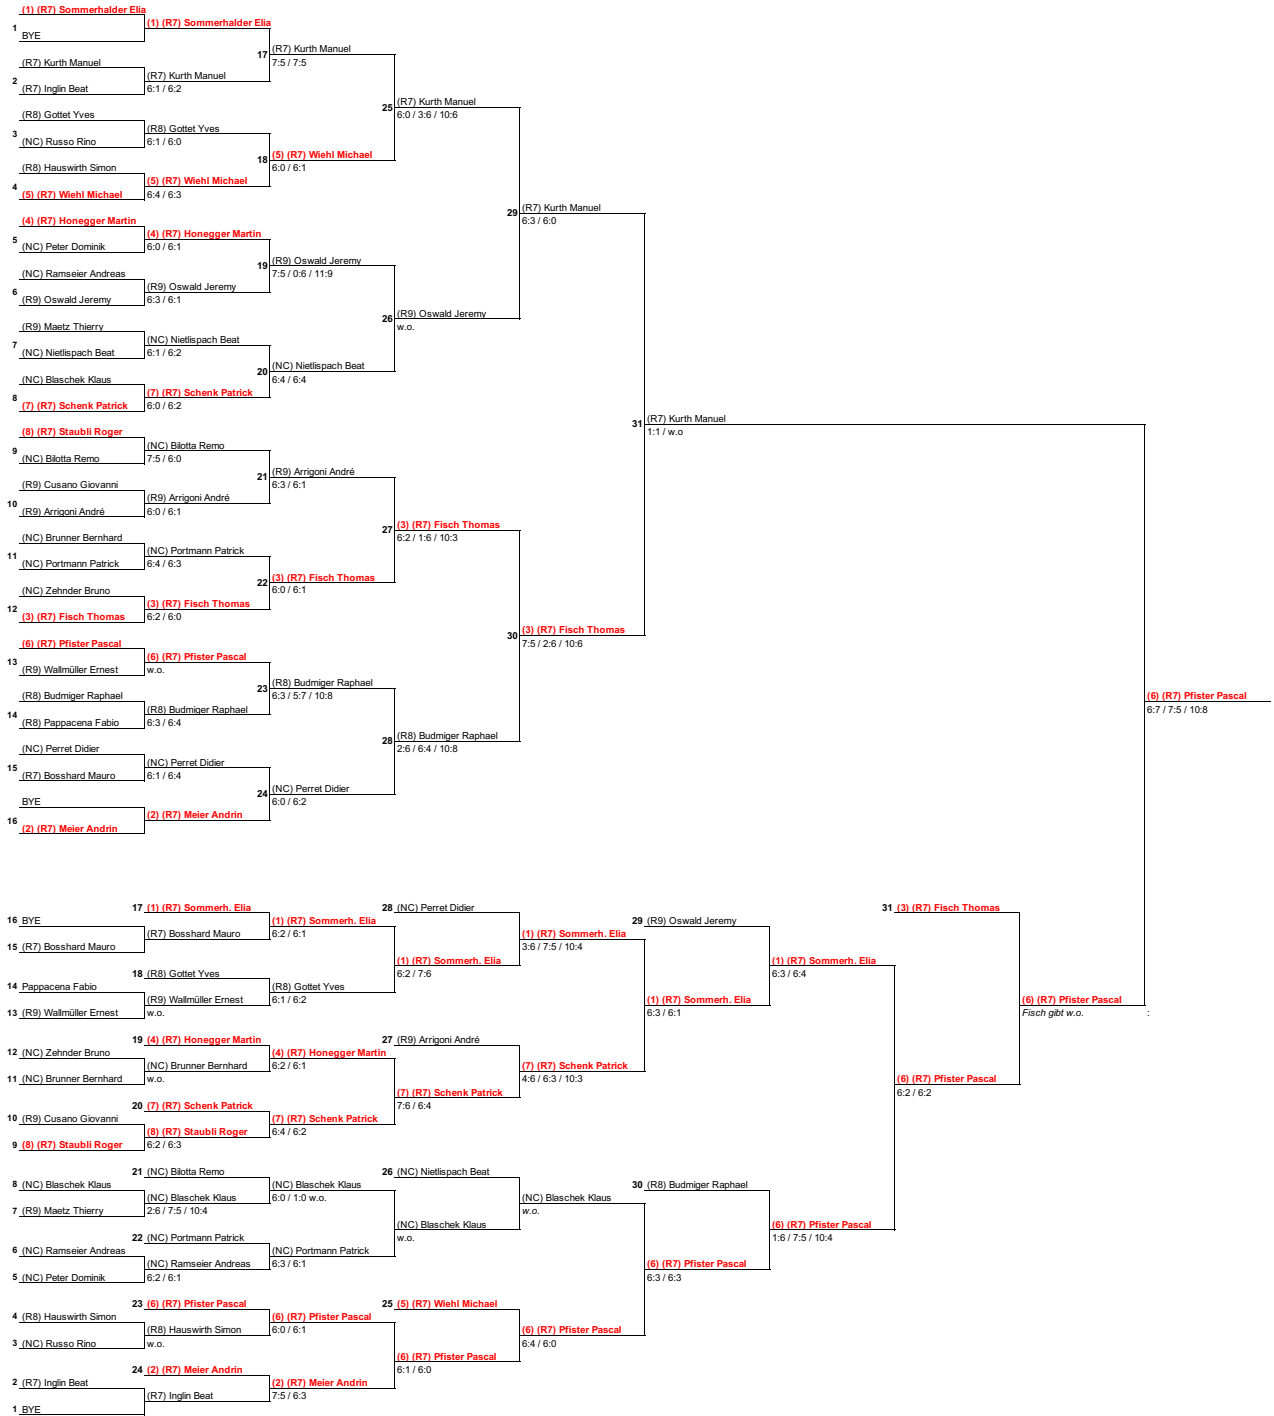 (1) (R7) Sommerhalder Elia
1
BYE
(1) (R7) Sommerhalder Elia
17
(R7) Kurth Manuel
7:5 / 7:5
(R7) Kurth Manuel
2
(R7) Inglin Beat
(R7) Kurth Manuel
6:1 / 6:2
25
(R7) Kurth Manuel
6:0 / 3:6 / 10:6
(R8) Gottet Yves
3
(NC) Russo Rino
(R8) Gottet Yves
6:1 / 6:0
18
(5) (R7) Wiehl Michael
6:0 / 6:1
(R8) Hauswirth Simon
4
(5) (R7) Wiehl Michael
(5) (R7) Wiehl Michael
6:4 / 6:3
29
(R7) Kurth Manuel
6:3 / 6:0
(4) (R7) Honegger Martin
5
(NC) Peter Dominik
(4) (R7) Honegger Martin
6:0 / 6:1
19
(R9) Oswald Jeremy
7:5 / 0:6 / 11:9
(NC) Ramseier Andreas
6
(R9) Oswald Jeremy
(R9) Oswald Jeremy
6:3 / 6:1
26
(R9) Oswald Jeremy
w.o.
(R9) Maetz Thierry
7
(NC) Nietlispach Beat
(NC) Nietlispach Beat
6:1 / 6:2
20
(NC) Nietlispach Beat
6:4 / 6:4
(NC) Blaschek Klaus
8
(7) (R7) Schenk Patrick
(7) (R7) Schenk Patrick
6:0 / 6:2
31
(R7) Kurth Manuel
1:1 / w.o
(8) (R7) Staubli Roger
9
(NC) Bilotta Remo
(NC) Bilotta Remo
7:5 / 6:0
21
(R9) Arrigoni André
6:3 / 6:1
(R9) Cusano Giovanni
10
(R9) Arrigoni André
(R9) Arrigoni André
6:0 / 6:1
27
(3) (R7) Fisch Thomas
6:2 / 1:6 / 10:3
(NC) Brunner Bernhard
11
(NC) Portmann Patrick
(NC) Portmann Patrick
6:4 / 6:3
22
(3) (R7) Fisch Thomas
6:0 / 6:1
(NC) Zehnder Bruno
12
(3) (R7) Fisch Thomas
(3) (R7) Fisch Thomas
6:2 / 6:0
30
(3) (R7) Fisch Thomas
7:5 / 2:6 / 10:6
(6) (R7) Pfister Pascal
13
(R9) Wallmüller Ernest
(6) (R7) Pfister Pascal
w.o.
23
(R8) Budmiger Raphael
6:3 / 5:7 / 10:8
(R8) Budmiger Raphael
14
(R8) Pappacena Fabio
(R8) Budmiger Raphael
6:3 / 6:4
(6) (R7) Pfister Pascal
6:7 / 7:5 / 10:8
28
(R8) Budmiger Raphael
2:6 / 6:4 / 10:8
(NC) Perret Didier
15
(R7) Bosshard Mauro
(NC) Perret Didier
6:1 / 6:4
24
(NC) Perret Didier
6:0 / 6:2
BYE
16
(2) (R7) Meier Andrin
(2) (R7) Meier Andrin
17 (1) (R7) Sommerh. Elia
28 (NC) Perret Didier
31 (3) (R7) Fisch Thomas
16 BYE
(1) (R7) Sommerh. Elia
6:2 / 6:1
29 (R9) Oswald Jeremy
(R7) Bosshard Mauro
(1) (R7) Sommerh. Elia
3:6 / 7:5 / 10:4
15 (R7) Bosshard Mauro
(1) (R7) Sommerh. Elia
6:2 / 7:6
(1) (R7) Sommerh. Elia
6:3 / 6:4
18 (R8) Gottet Yves
14 Pappacena Fabio
(R8) Gottet Yves
6:1 / 6:2
(R9) Wallmüller Ernest
w.o.
(1) (R7) Sommerh. Elia
6:3 / 6:1
(6) (R7) Pfister Pascal
Fisch gibt w.o.
:
13 (R9) Wallmüller Ernest
19 (4) (R7) Honegger Martin
27 (R9) Arrigoni André
12 (NC) Zehnder Bruno
(4) (R7) Honegger Martin
6:2 / 6:1
(NC) Brunner Bernhard
w.o.
(7) (R7) Schenk Patrick
4:6 / 6:3 / 10:3
11 (NC) Brunner Bernhard
(6) (R7) Pfister Pascal
6:2 / 6:2
(7) (R7) Schenk Patrick
7:6 / 6:4
20 (7) (R7) Schenk Patrick
10 (R9) Cusano Giovanni
(7) (R7) Schenk Patrick
6:4 / 6:2
(8) (R7) Staubli Roger
6:2 / 6:3
9 (8) (R7) Staubli Roger
21 (NC) Bilotta Remo
26 (NC) Nietlispach Beat
8 (NC) Blaschek Klaus
(NC) Blaschek Klaus
6:0 / 1:0 w.o.
30 (R8) Budmiger Raphael
(NC) Blaschek Klaus
2:6 / 7:5 / 10:4
(NC) Blaschek Klaus
w.o.
7 (R9) Maetz Thierry
(NC) Blaschek Klaus
w.o.
(6) (R7) Pfister Pascal
1:6 / 7:5 / 10:4
22 (NC) Portmann Patrick
6 (NC) Ramseier Andreas
(NC) Portmann Patrick
6:3 / 6:1
(NC) Ramseier Andreas
6:2 / 6:1
(6) (R7) Pfister Pascal
6:3 / 6:3
5 (NC) Peter Dominik
23 (6) (R7) Pfister Pascal
25 (5) (R7) Wiehl Michael
4 (R8) Hauswirth Simon
(6) (R7) Pfister Pascal
6:0 / 6:1
(R8) Hauswirth Simon
w.o.
(6) (R7) Pfister Pascal
6:4 / 6:0
3 (NC) Russo Rino
(6) (R7) Pfister Pascal
6:1 / 6:0
24 (2) (R7) Meier Andrin
2 (R7) Inglin Beat
(2) (R7) Meier Andrin
7:5 / 6:3
(R7) Inglin Beat
1 BYE